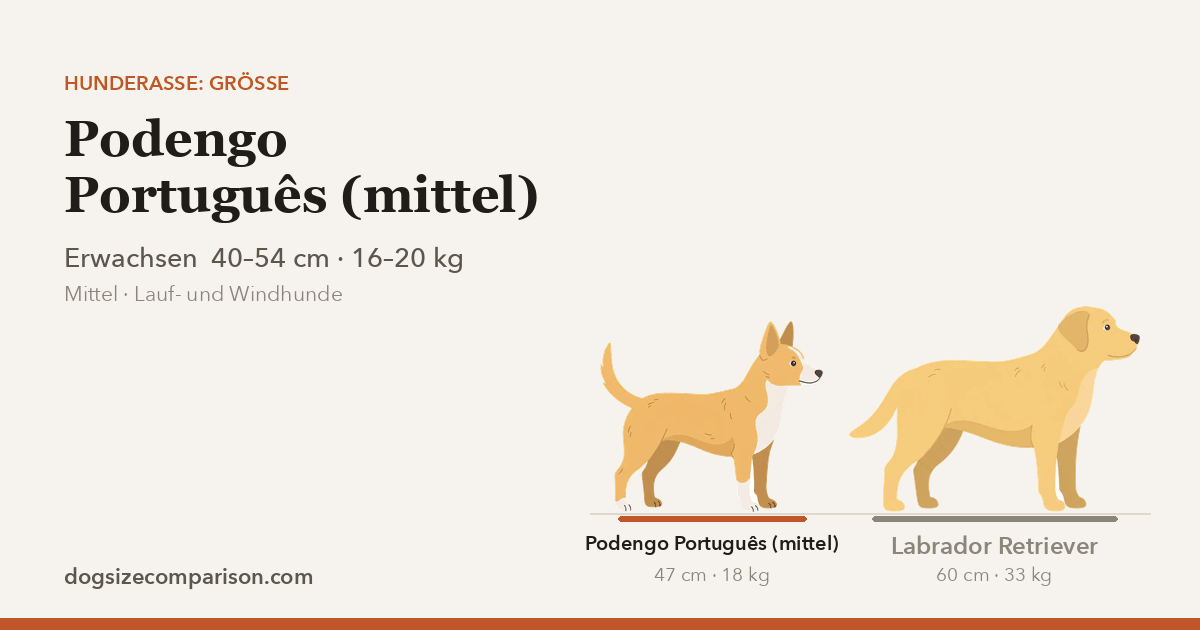 HUNDERASSE: GRÖSSE
Podengo
Português (mittel)
Erwachsen 40–54 cm · 16–20 kg
Mittel · Lauf- und Windhunde
Podengo Português (mittel)
47 cm · 18 kg
Labrador Retriever
60 cm · 33 kg
dogsizecomparison.com